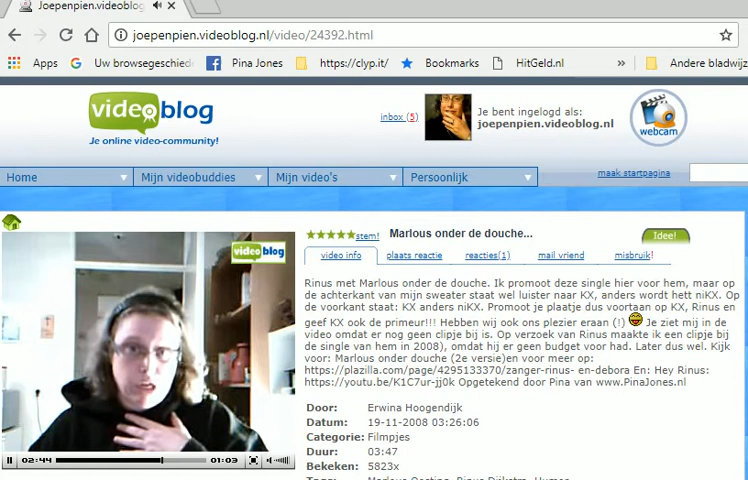 Joepenpien.videoblog
joepenpien.videoblog.nl/video/24392.html
Apps Uw browsegeschied Pina Jones https://clyp.it/ Bookmarks HitGeld.nl » Andere bladwijz
videoblog
Je online video-community!
inbox (5)
Je bent ingelogd als:
joepenpien.videoblog.nl
webcam
Home Mijn videobuddies Mijn video's Persoonlijk
maak startpagina
stem! Marlous onder de douche... Idee!
video info plaats reactie reacties(1) mail vriend misbruik!
videoblog
Rinus met Marlous onder de douche. Ik promoot deze single hier voor hem, maar op
de achterkant van mijn sweater staat wel luister naar KX, anders wordt hett niKX. Op
de voorkant staat: KX anders niKX. Promoot je plaatje dus voortaan op KX, Rinus en
geef KX ook de primeur!!! Hebben wij ook ons plezier eraan (!) Je ziet mij in de
video omdat er nog geen clipje bij is. Op verzoek van Rinus maakte ik een clipje bij
de single van hem in 2008), omdat hij er geen budget voor had. Later dus wel. Kijk
voor: Marlous onder douche (2e versie)en voor meer op:
https://plazilla.com/page/4295133370/zanger-rinus- en-debora En: Hey Rinus:
https://youtu.be/K1C7ur-jj0k Opgetekend door Pina van www.PinaJones.nl
Door: Erwina Hoogendijk
Datum: 19-11-2008 03:26:06
Categorie: Filmpjes
Duur: 03:47
Bekeken: 5823x
02:44 01:03